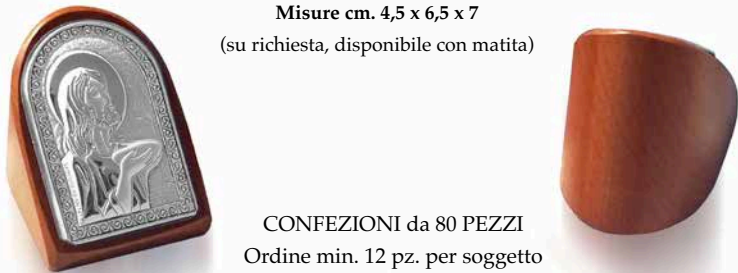 Misure cm. 4,5 x 6,5 x 7
(su richiesta, disponibile con matita)
CONFEZIONI da 80 PEZZI
Ordine min. 12 pz. per soggetto